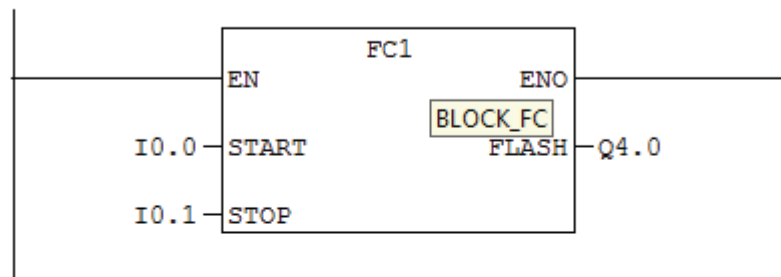 FC1
EN ENO
BLOCK_FC
I0.0 START FLASH Q4.0
I0.1 STOP